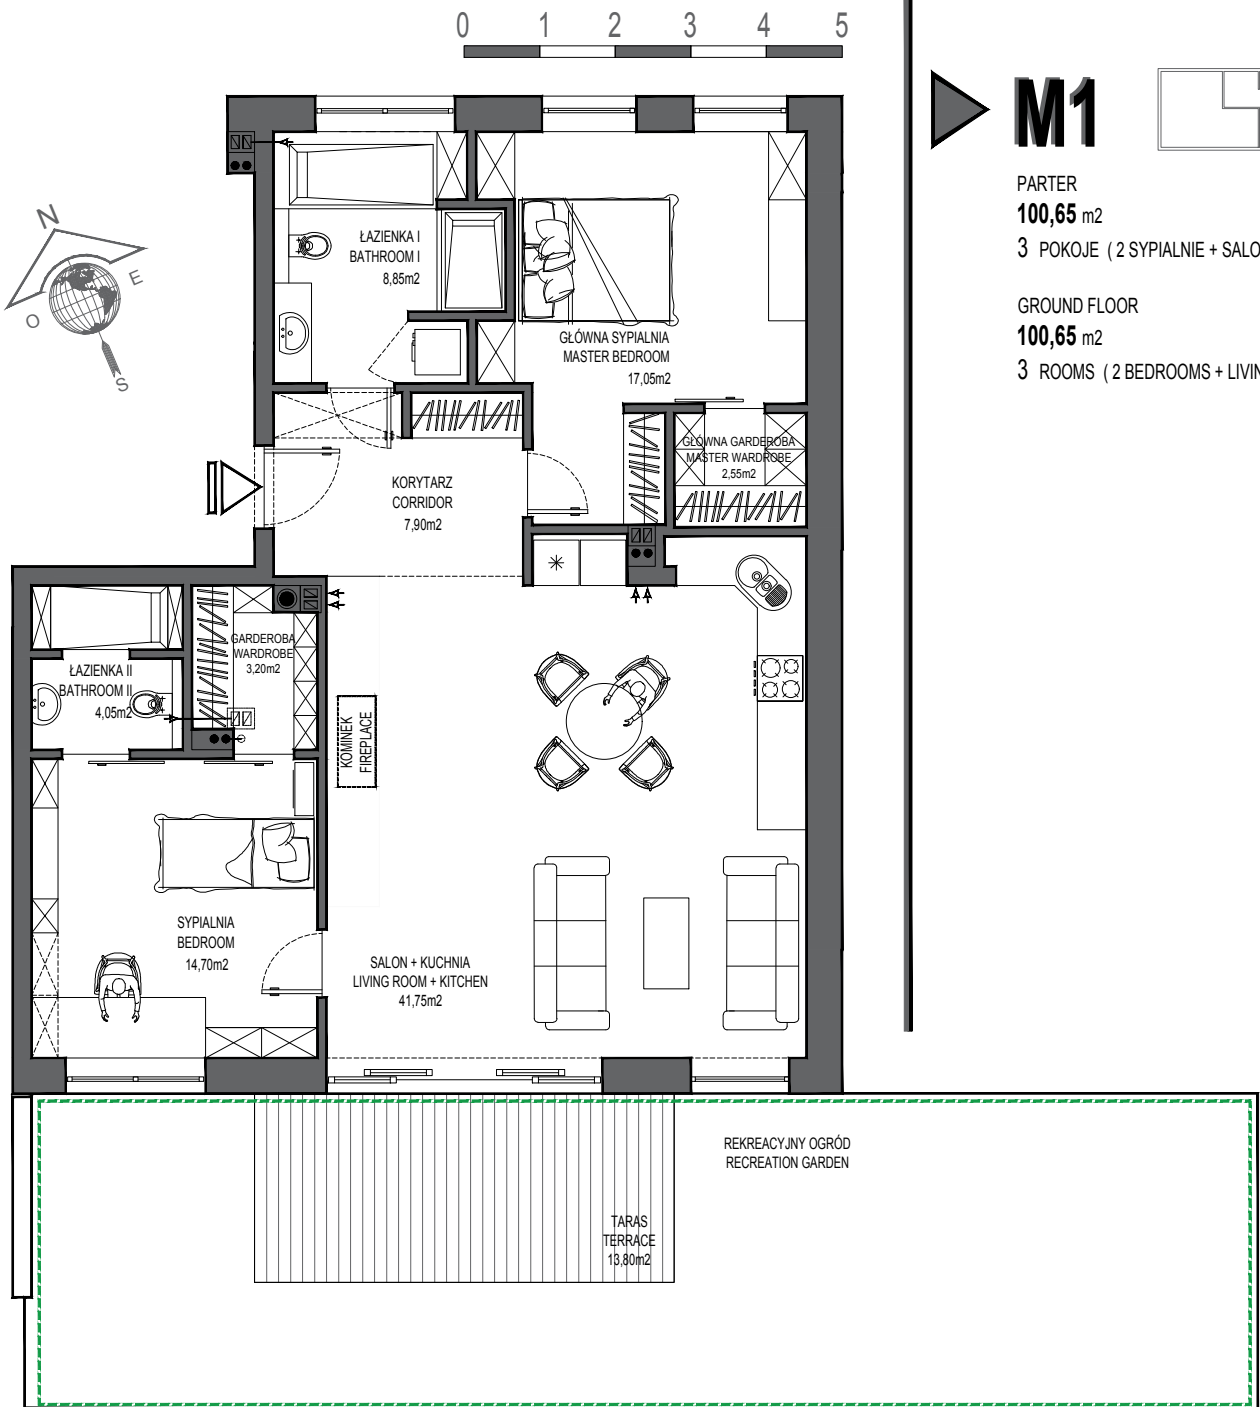 0 1 2 3 4 5
M1
PARTER
100,65 m2
3 POKOJE ( 2 SYPIALNIE + SALO
GROUND FLOOR
100,65 m2
3 ROOMS ( 2 BEDROOMS + LIVIN
N
E
O
S
ŁAZIENKA I
BATHROOM I
8,85m2
GŁÓWNA SYPIALNIA
MASTER BEDROOM
17,05m2
GŁÓWNA GARDEROBA
MASTER WARDROBE
2,55m2
KORYTARZ
CORRIDOR
7,90m2
GARDEROBA
WARDROBE
3,20m2
ŁAZIENKA II
BATHROOM II
4,05m2
KOMINEK
FIREPLACE
SYPIALNIA
BEDROOM
14,70m2
SALON + KUCHNIA
LIVING ROOM + KITCHEN
41,75m2
REKREACYJNY OGRÓD
RECREATION GARDEN
TARAS
TERRACE
13,80m2